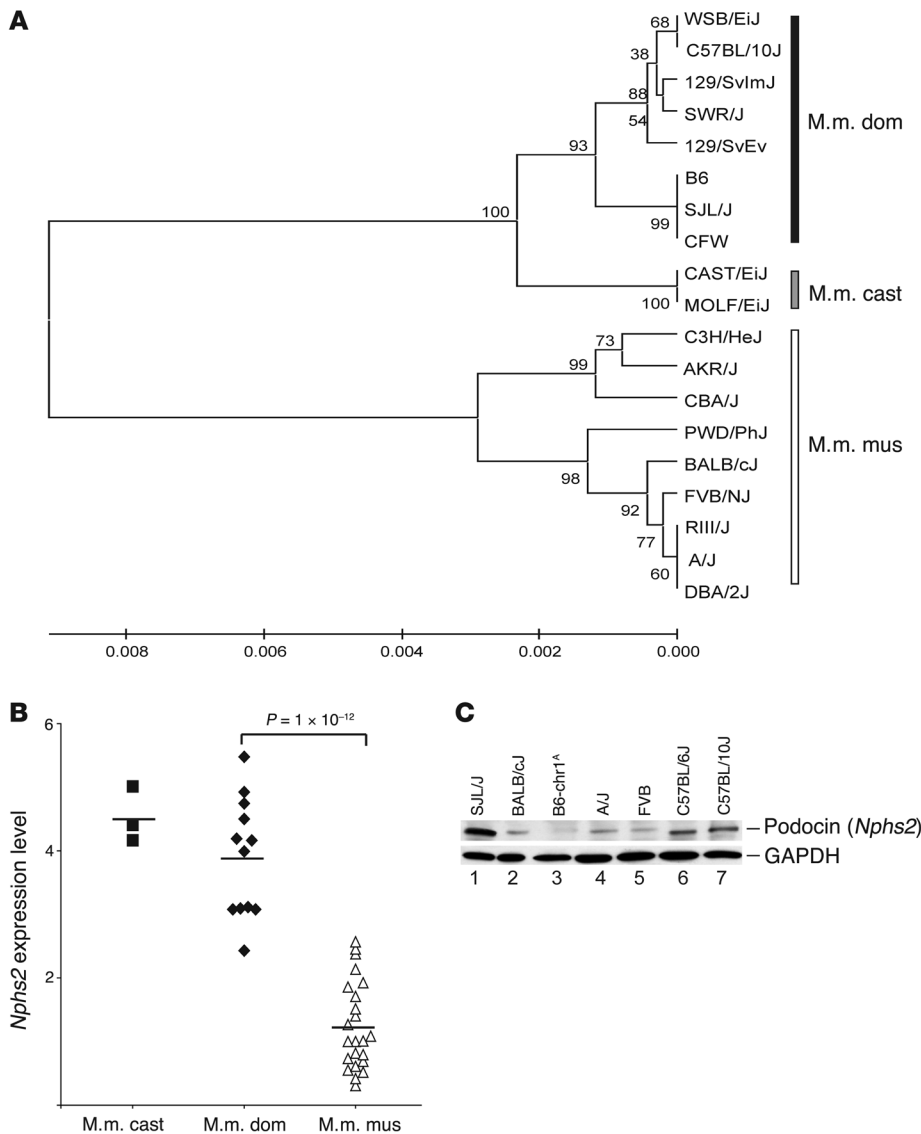 A
68
WSB/EiJ
C57BL/10J
38
129/SvImJ
88
SWR/J
54
93
129/SvEv
M.m. dom
B6
100
SJL/J
99
CFW
CAST/EiJ
100
MOLF/EiJ
M.m. cast
C3H/HeJ
73
99
AKR/J
CBA/J
PWD/PhJ
M.m. mus
98
BALB/cJ
FVB/NJ
92
RIII/J
77
A/J
60
DBA/2J
0.008 0.006 0.004 0.002 0.000
B
6
4
2
Nphs2 expression level
P = 1 × 10⁻¹²
M.m. cast M.m. dom M.m. mus
C
SJL/J
BALB/cJ
B6-chr1ᴬ
A/J
FVB
C57BL/6J
C57BL/10J
Podocin (Nphs2)
GAPDH
1 2 3 4 5 6 7